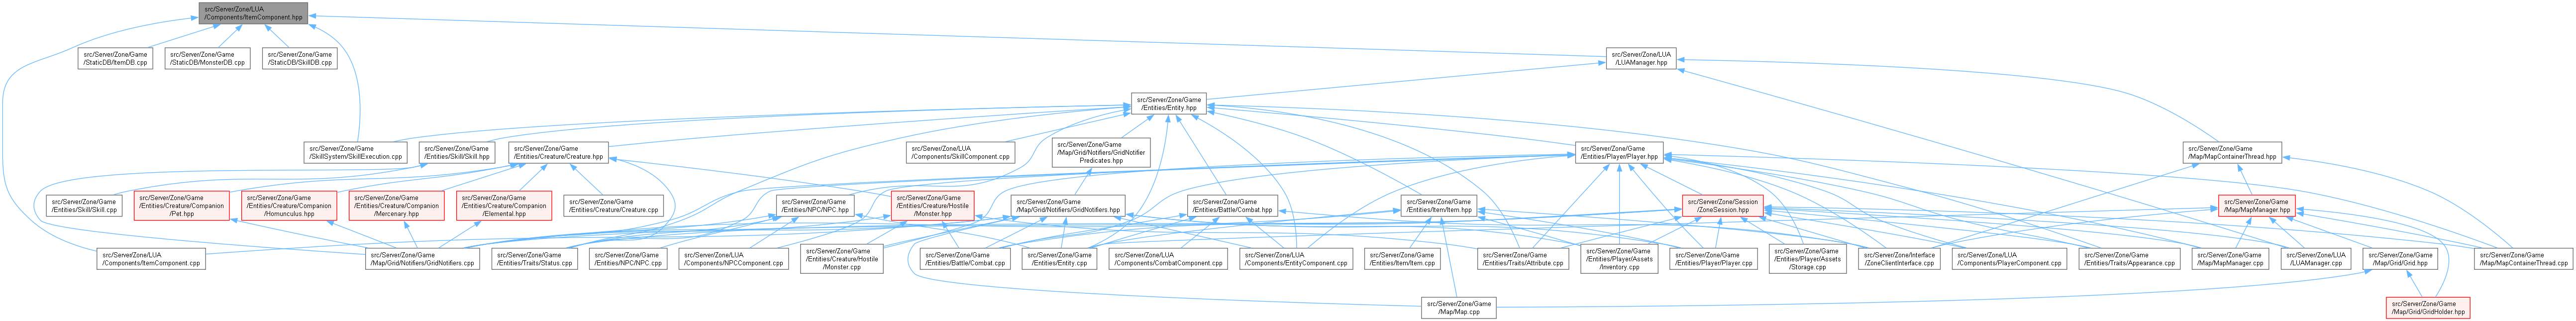 src/Server/Zone/LUA
/Components/ItemComponent.hpp
src/Server/Zone/Game
/StaticDB/ItemDB.cpp
src/Server/Zone/Game
/StaticDB/MonsterDB.cpp
src/Server/Zone/Game
/StaticDB/SkillDB.cpp
src/Server/Zone/LUA
/LUAManager.hpp
src/Server/Zone/Game
/Entities/Entity.hpp
src/Server/Zone/Game
/SkillSystem/SkillExecution.cpp
src/Server/Zone/Game
/Entities/Skill/Skill.hpp
src/Server/Zone/Game
/Entities/Creature/Creature.hpp
src/Server/Zone/LUA
/Components/SkillComponent.cpp
src/Server/Zone/Game
/Map/Grid/Notifiers/GridNotifier
Predicates.hpp
src/Server/Zone/Game
/Entities/Player/Player.hpp
src/Server/Zone/Game
/Map/MapContainerThread.hpp
src/Server/Zone/Game
/Entities/Skill/Skill.cpp
src/Server/Zone/Game
/Entities/Creature/Companion
/Pet.hpp
src/Server/Zone/Game
/Entities/Creature/Companion
/Homunculus.hpp
src/Server/Zone/Game
/Entities/Creature/Companion
/Mercenary.hpp
src/Server/Zone/Game
/Entities/Creature/Companion
/Elemental.hpp
src/Server/Zone/Game
/Entities/Creature/Creature.cpp
src/Server/Zone/Game
/Entities/NPC/NPC.hpp
src/Server/Zone/Game
/Entities/Creature/Hostile
/Monster.hpp
src/Server/Zone/Game
/Map/Grid/Notifiers/GridNotifiers.hpp
src/Server/Zone/Game
/Entities/Battle/Combat.hpp
src/Server/Zone/Game
/Entities/Item/Item.hpp
src/Server/Zone/Session
/ZoneSession.hpp
src/Server/Zone/Game
/Map/MapManager.hpp
src/Server/Zone/LUA
/Components/ItemComponent.cpp
src/Server/Zone/Game
/Map/Grid/Notifiers/GridNotifiers.cpp
src/Server/Zone/Game
/Entities/Traits/Status.cpp
src/Server/Zone/Game
/Entities/NPC/NPC.cpp
src/Server/Zone/LUA
/Components/NPCComponent.cpp
src/Server/Zone/Game
/Entities/Creature/Hostile
/Monster.cpp
src/Server/Zone/Game
/Entities/Battle/Combat.cpp
src/Server/Zone/Game
/Entities/Entity.cpp
src/Server/Zone/LUA
/Components/CombatComponent.cpp
src/Server/Zone/LUA
/Components/EntityComponent.cpp
src/Server/Zone/Game
/Entities/Item/Item.cpp
src/Server/Zone/Game
/Entities/Traits/Attribute.cpp
src/Server/Zone/Game
/Entities/Player/Assets
/Inventory.cpp
src/Server/Zone/Game
/Entities/Player/Player.cpp
src/Server/Zone/Game
/Entities/Player/Assets
/Storage.cpp
src/Server/Zone/Interface
/ZoneClientInterface.cpp
src/Server/Zone/LUA
/Components/PlayerComponent.cpp
src/Server/Zone/Game
/Entities/Traits/Appearance.cpp
src/Server/Zone/Game
/Map/MapManager.cpp
src/Server/Zone/LUA
/LUAManager.cpp
src/Server/Zone/Game
/Map/Grid/Grid.hpp
src/Server/Zone/Game
/Map/MapContainerThread.cpp
src/Server/Zone/Game
/Map/Map.cpp
src/Server/Zone/Game
/Map/Grid/GridHolder.hpp